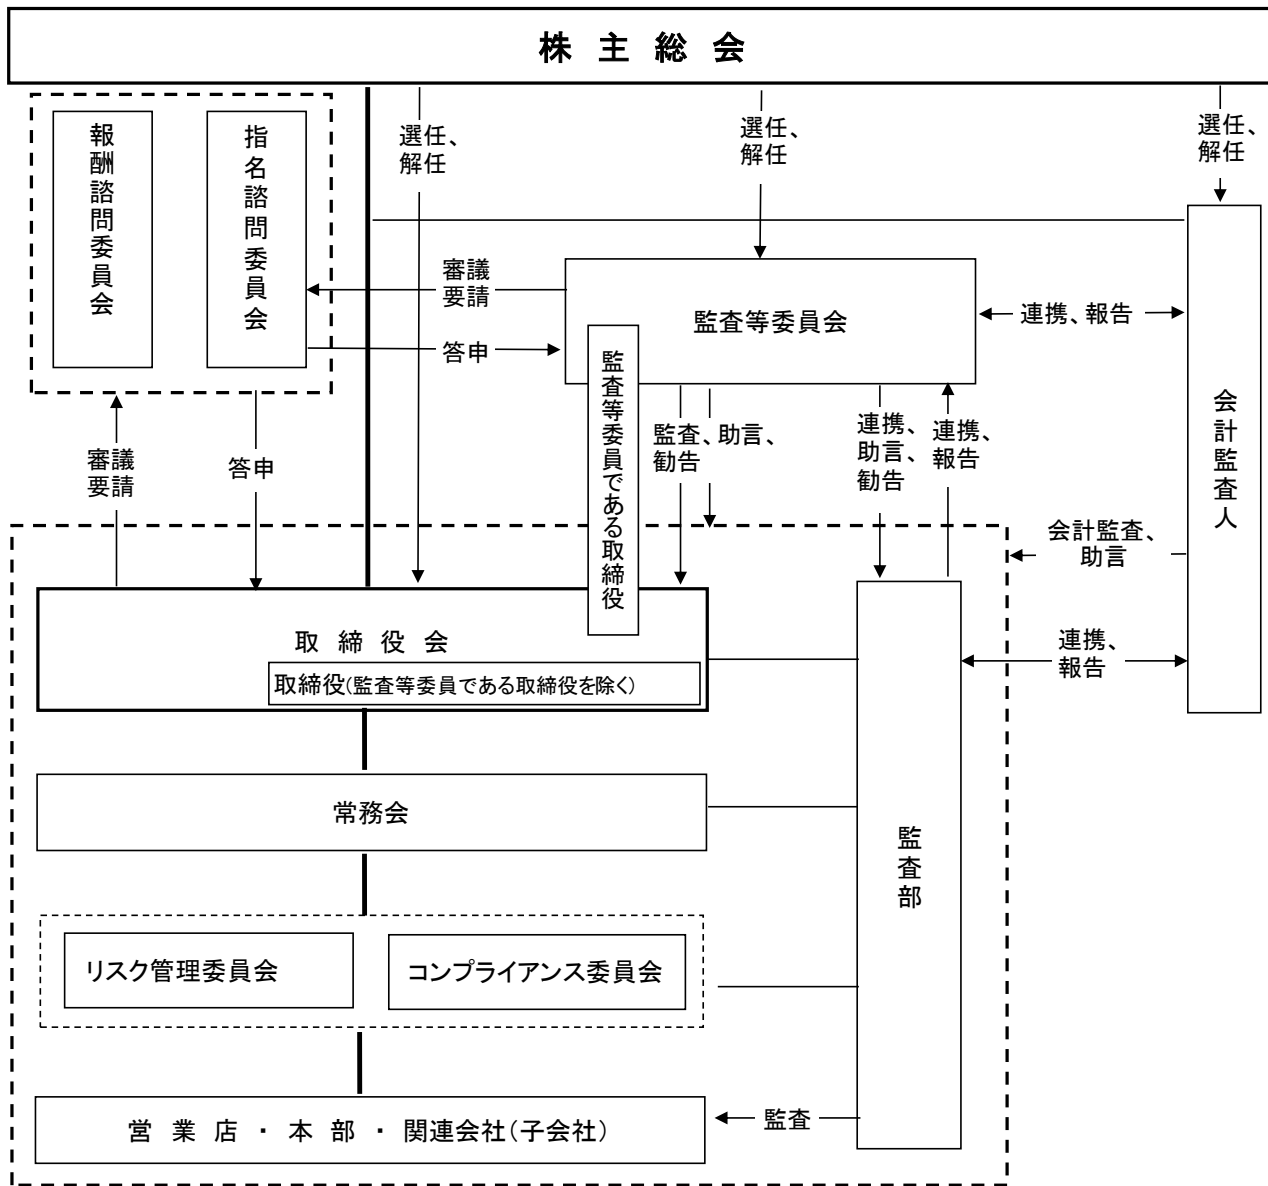 株 主 総 会
報酬諮問委員会
指名諮問委員会
選任、
解任
選任、
解任
選任、
解任
審議
要請
答申
監査等委員会
連携、報告
会計監査人
監査等委員である取締役
監査、
勧告
助言、
連携、
助言、
勧告
連携、
報告
審議
要請
答申
会計監査、
助言
連携、
報告
取 締 役 会
取締役(監査等委員である取締役を除く)
常務会
監査部
リスク管理委員会
コンプライアンス委員会
営 業 店 ・ 本 部 ・ 関連会社(子会社)
監査